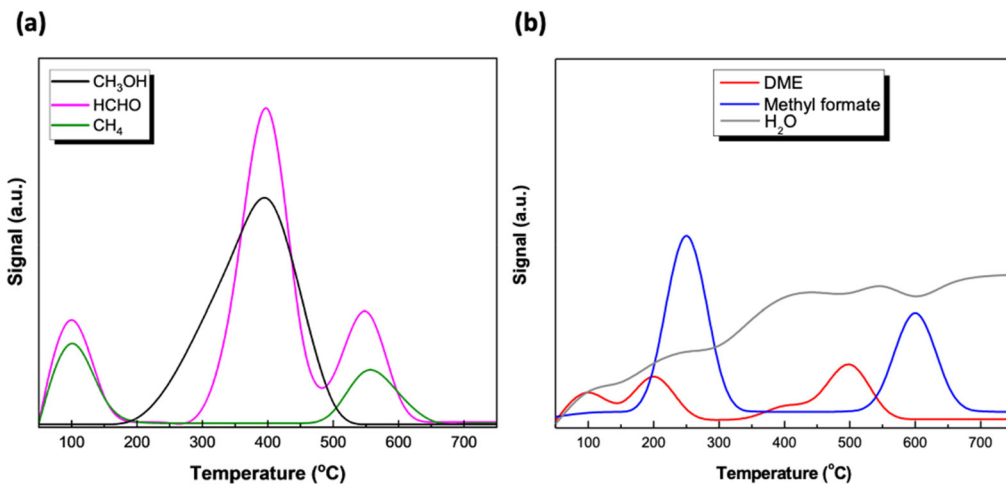 (a)
(b)
CH₃OH
HCHO
CH₄
DME
Methyl formate
H₂O
Signal (a.u.)
Signal (a.u.)
100 200 300 400 500 600 700
100 200 300 400 500 600 700
Temperature (°C)
Temperature (°C)